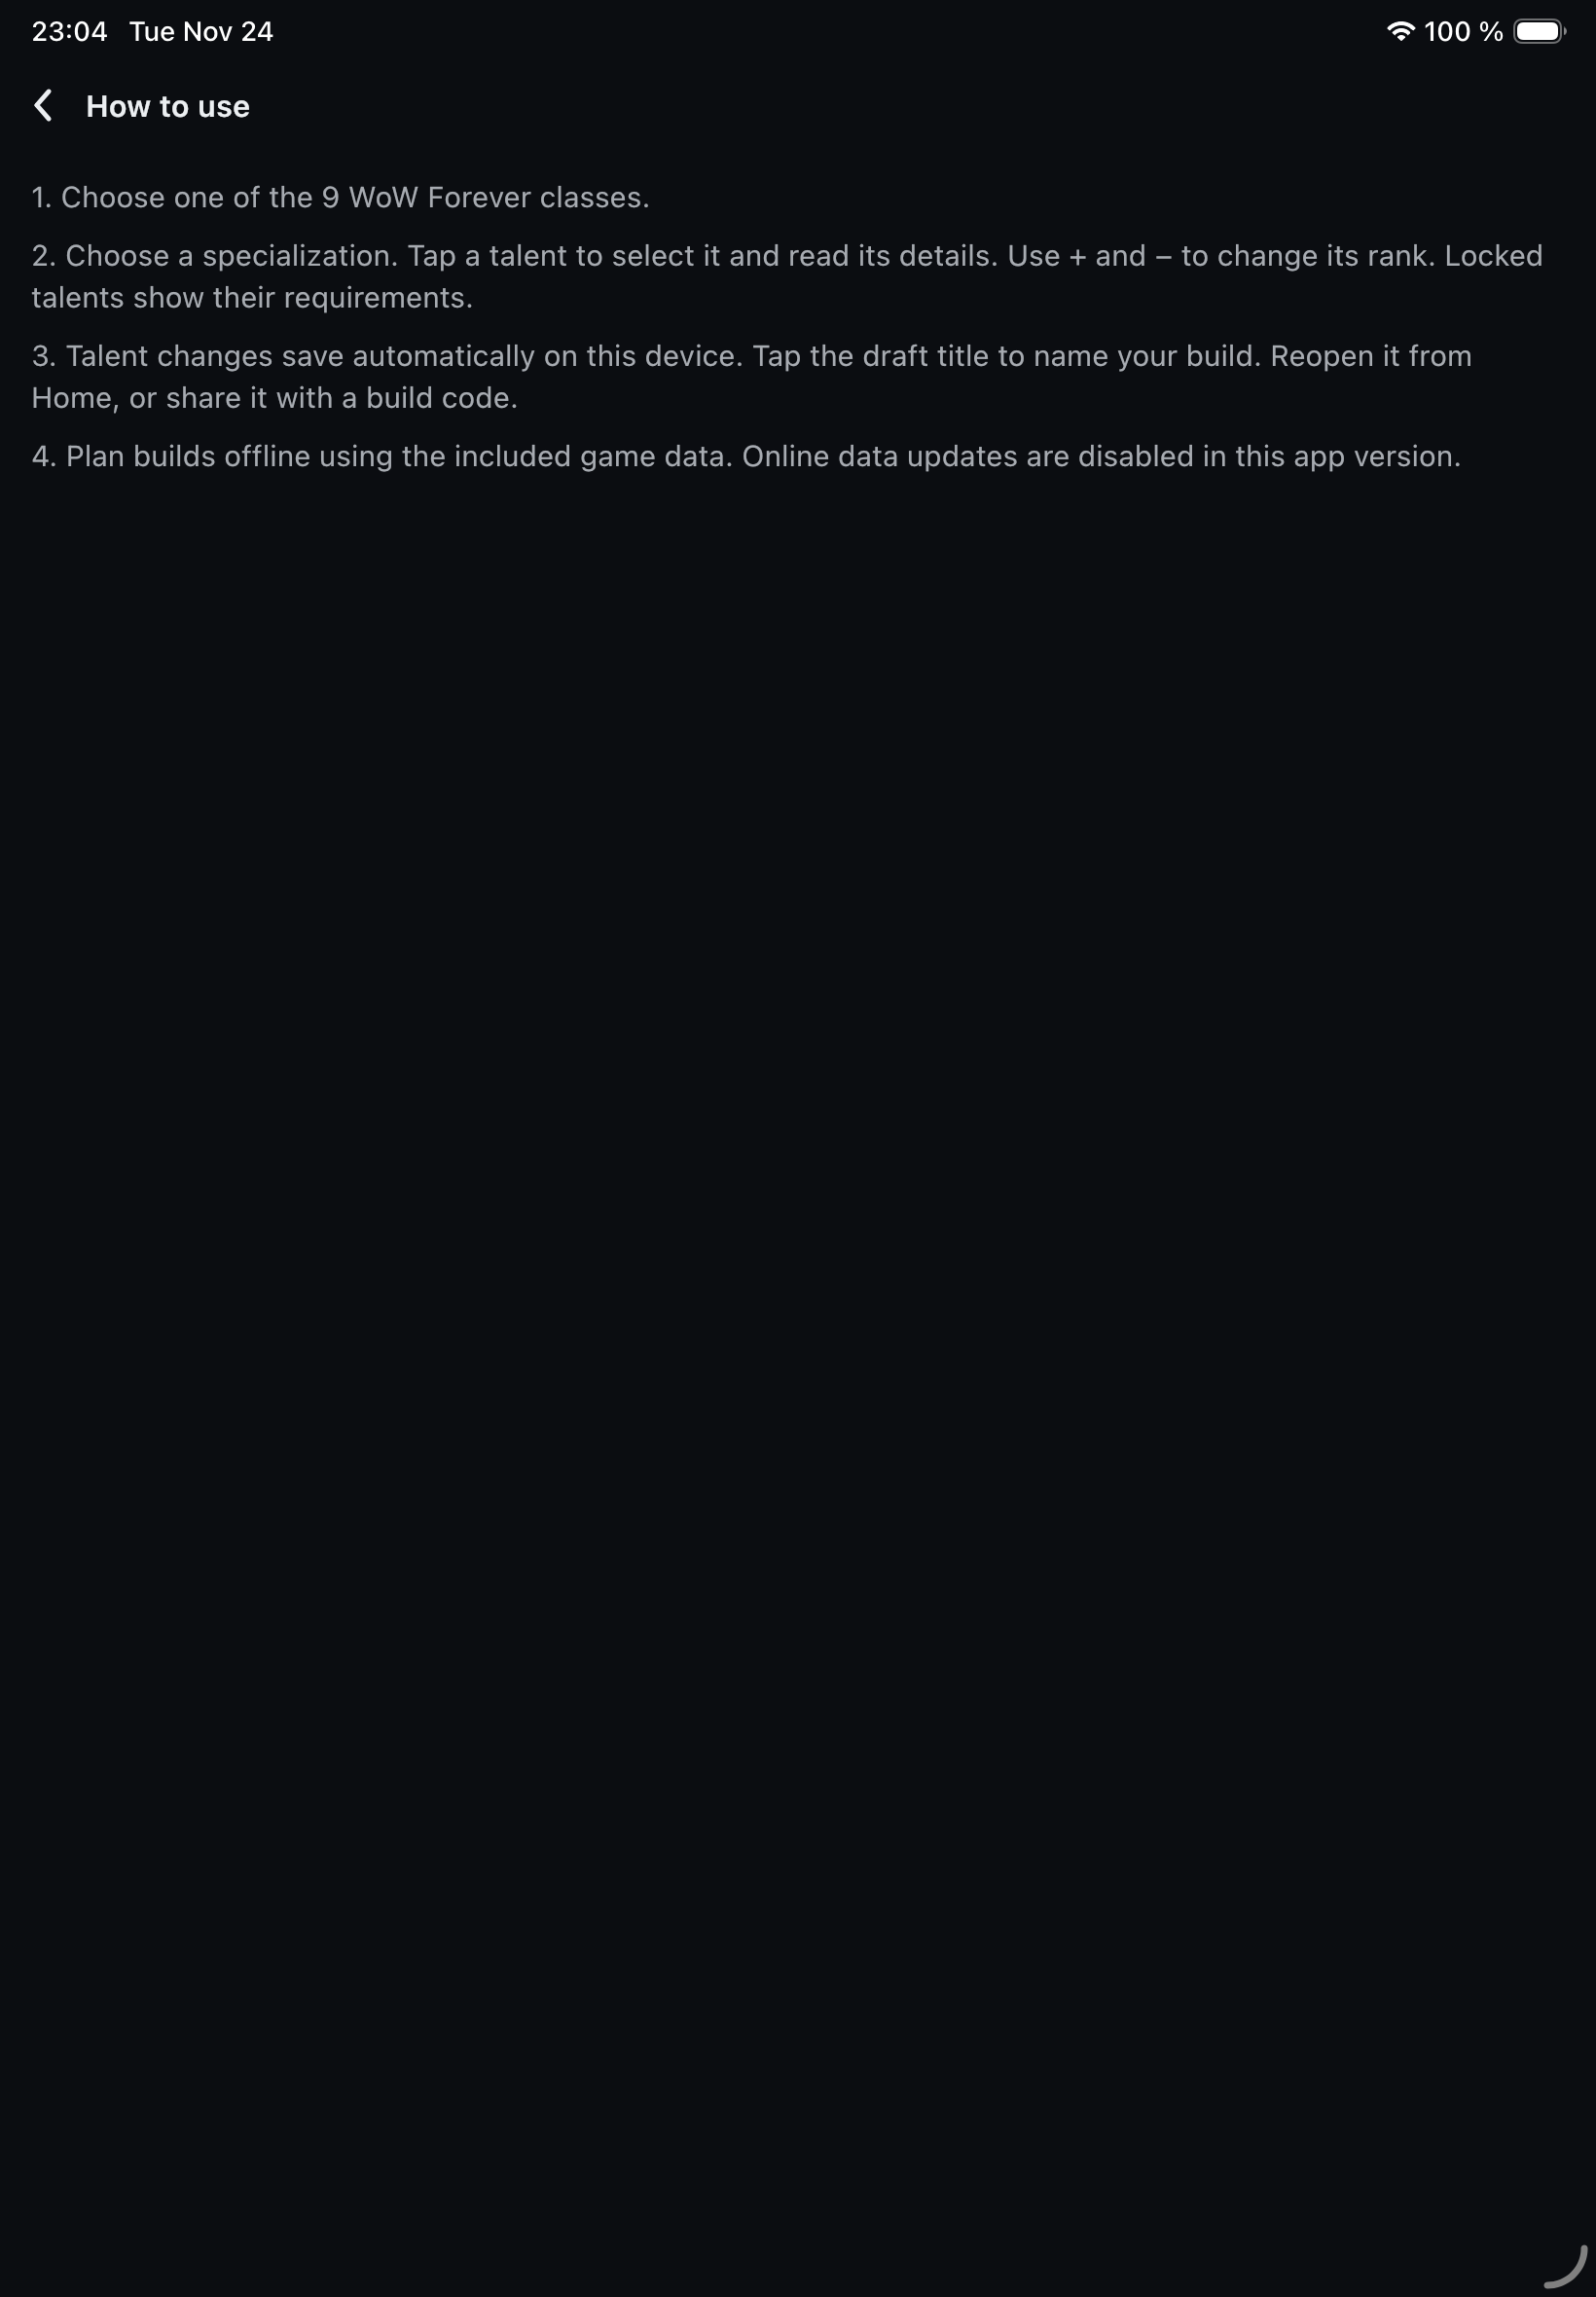 23:04 Tue Nov 24
100 %
How to use
1. Choose one of the 9 WoW Forever classes.
2. Choose a specialization. Tap a talent to select it and read its details. Use + and – to change its rank. Locked
talents show their requirements.
3. Talent changes save automatically on this device. Tap the draft title to name your build. Reopen it from
Home, or share it with a build code.
4. Plan builds offline using the included game data. Online data updates are disabled in this app version.